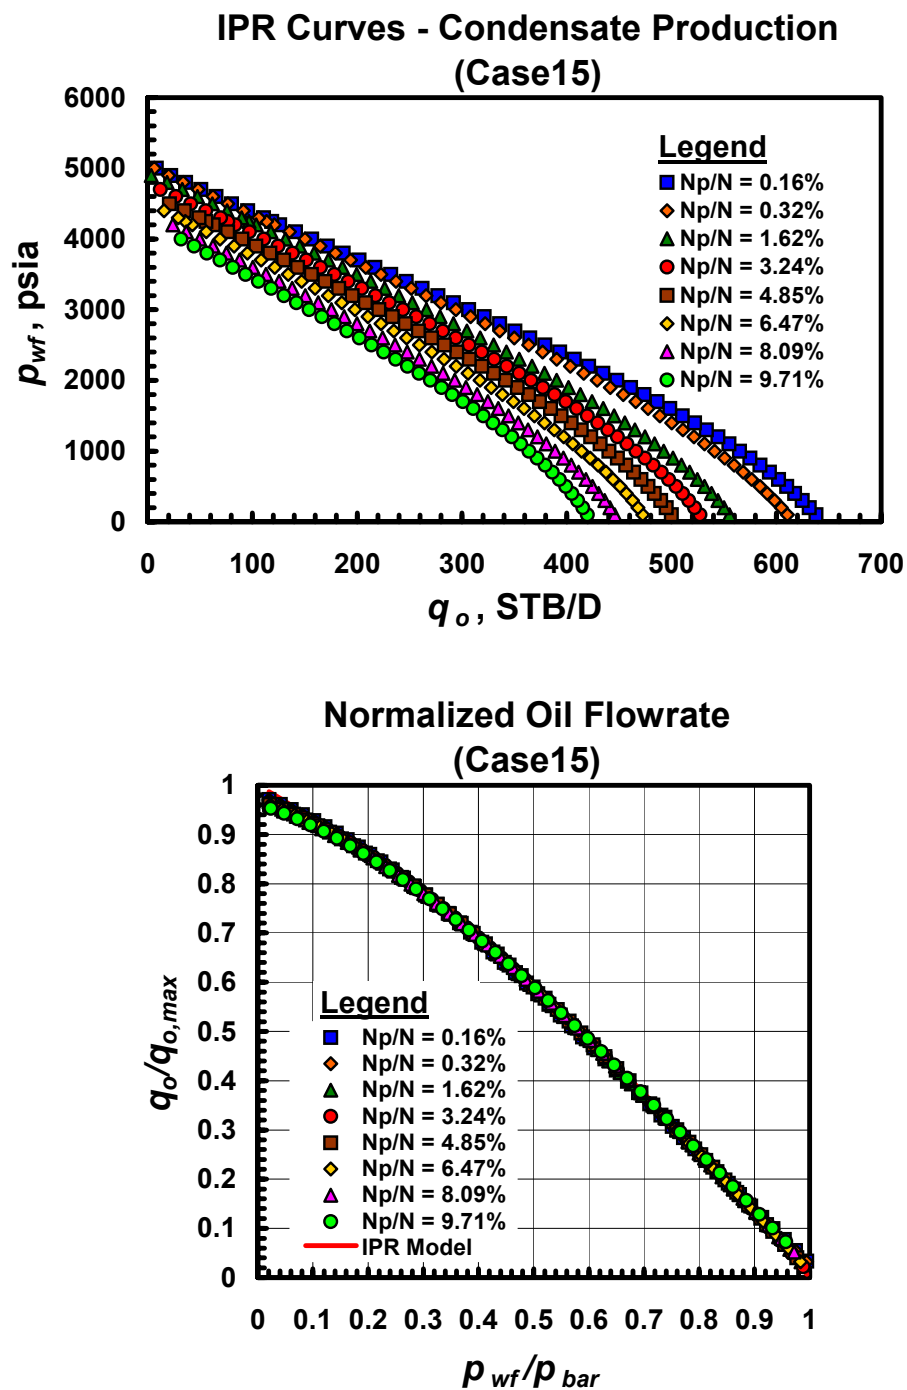 IPR Curves - Condensate Production
(Case15)
6000
5000
4000
3000
2000
1000
0
p wf, psia
Legend
Np/N = 0.16%
Np/N = 0.32%
Np/N = 1.62%
Np/N = 3.24%
Np/N = 4.85%
Np/N = 6.47%
Np/N = 8.09%
Np/N = 9.71%
0 100 200 300 400 500 600 700
q o , STB/D
Normalized Oil Flowrate
(Case15)
1
0.9
0.8
0.7
0.6
0.5
0.4
0.3
0.2
0.1
0
qo/qo,max
Legend
Np/N = 0.16%
Np/N = 0.32%
Np/N = 1.62%
Np/N = 3.24%
Np/N = 4.85%
Np/N = 6.47%
Np/N = 8.09%
Np/N = 9.71%
IPR Model
0 0.1 0.2 0.3 0.4 0.5 0.6 0.7 0.8 0.9 1
p wf /p bar